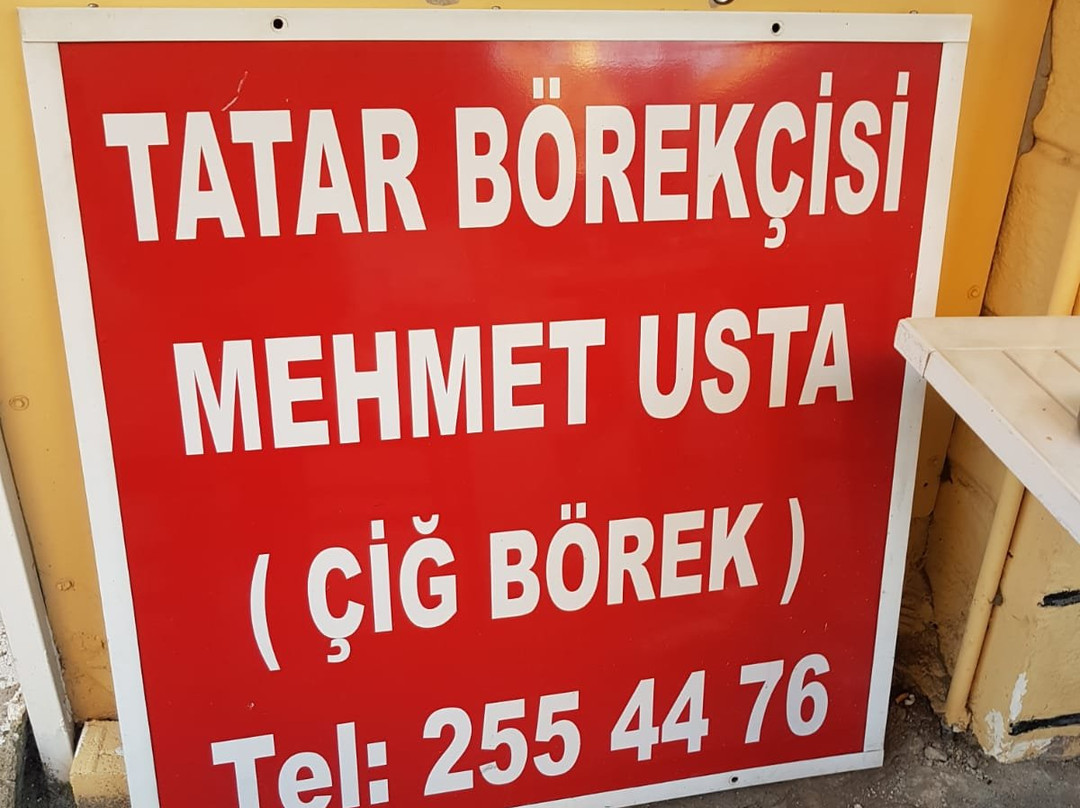 TATAR BÖREKÇİSİ
MEHMET USTA
( ÇİĞ BÖREK )
Tel: 255 44 76